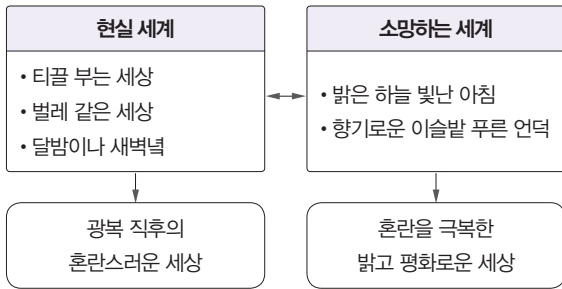 현실 세계
• 티끌 부는 세상
• 벌레 같은 세상
• 달밤이나 새벽녘
소망하는 세계
• 밝은 하늘 빛난 아침
• 향기로운 이슬밭 푸른 언덕
광복 직후의
혼란스러운 세상
혼란을 극복한
밝고 평화로운 세상